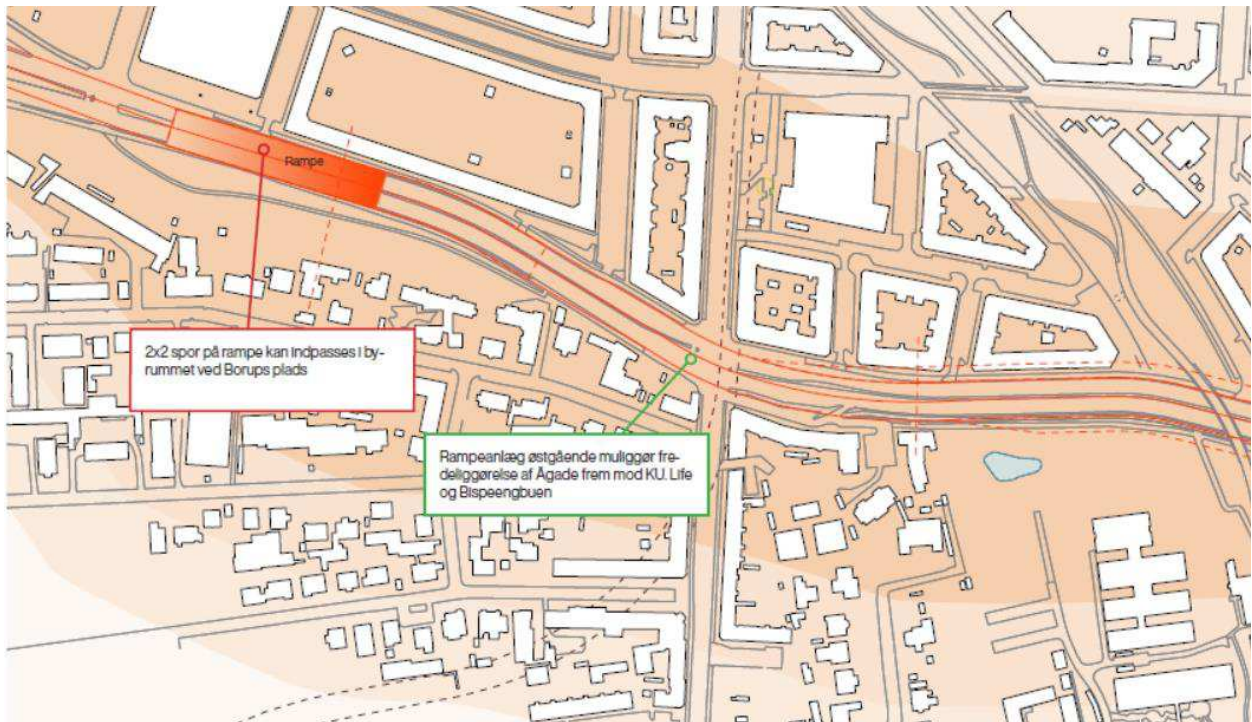 Rampe
2x2 spor på rampe kan indpasses i by-
rummet ved Borups plads
Rampeanlæg østgående muliggør fre-
deliggørelse af Ågade frem mod KU. Life
og Bispeengbuen